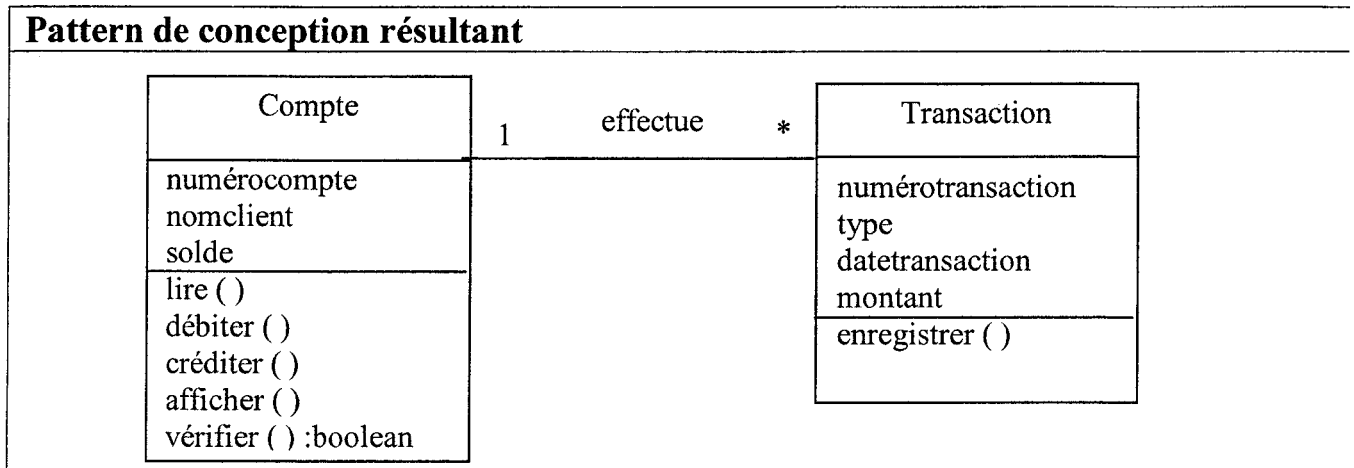 Pattern de conception résultant
Compte
1 effectue *
Transaction
numérocompte
nomclient
solde
lire ( )
débiter ( )
créditer ( )
afficher ( )
vérifier ( ) :boolean
numérotransaction
type
datetransaction
montant
enregistrer ( )